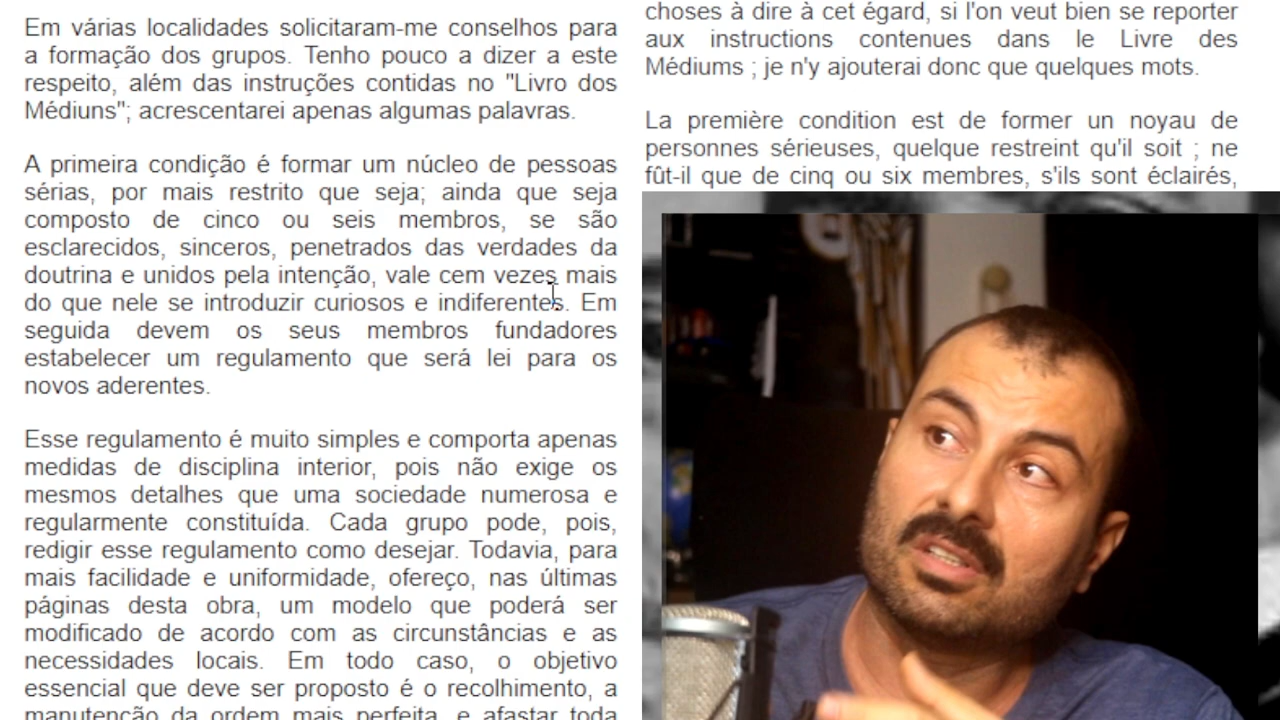 Em várias localidades solicitaram-me conselhos para
a formação dos grupos. Tenho pouco a dizer a este
respeito, além das instruções contidas no "Livro dos
Médiuns"; acrescentarei apenas algumas palavras.
A primeira condição é formar um núcleo de pessoas
sérias, por mais restrito que seja; ainda que seja
composto de cinco ou seis membros, se são
esclarecidos, sinceros, penetrados das verdades da
doutrina e unidos pela intenção, vale cem vezes mais
do que nele se introduzir curiosos e indiferentes. Em
seguida devem os seus membros fundadores
estabelecer um regulamento que será lei para os
novos aderentes.
Esse regulamento é muito simples e comporta apenas
medidas de disciplina interior, pois não exige os
mesmos detalhes que uma sociedade numerosa e
regularmente constituída. Cada grupo pode, pois,
redigir esse regulamento como desejar. Todavia, para
mais facilidade e uniformidade, ofereço, nas últimas
páginas desta obra, um modelo que poderá ser
modificado de acordo com as circunstâncias e as
necessidades locais. Em todo caso, o objetivo
essencial que deve ser proposto é o recolhimento, a
manutenção da ordem mais perfeita, e afastar toda
choses à dire à cet égard, si l'on veut bien se reporter
aux instructions contenues dans le Livre des
Médiums ; je n'y ajouterai donc que quelques mots.
La première condition est de former un noyau de
personnes sérieuses, quelque restreint qu'il soit ; ne
fût-il que de cinq ou six membres, s'ils sont éclairés,